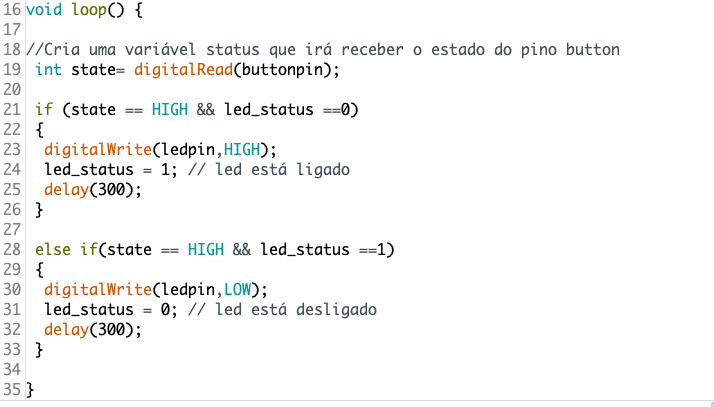 16 void loop() {
17
18 //Cria uma variável status que irá receber o estado do pino button
19 int state= digitalRead(buttonpin);
20
21 if (state == HIGH && led_status ==0)
22 {
23 digitalWrite(ledpin,HIGH);
24 led_status = 1; // led está ligado
25 delay(300);
26 }
27
28 else if(state == HIGH && led_status ==1)
29 {
30 digitalWrite(ledpin,LOW);
31 led_status = 0; // led está desligado
32 delay(300);
33 }
34
35 }